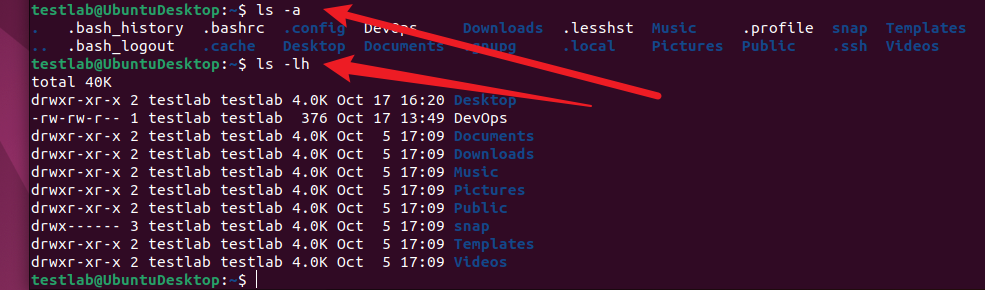 testlab@UbuntuDesktop:~$ ls -a
. .bash_history .bashrc .config DevOps Downloads .lesshst Music .profile snap Templates
.. .bash_logout .cache Desktop Documents .gnupg .local Pictures Public .ssh Videos
testlab@UbuntuDesktop:~$ ls -lh
total 40K
drwxr-xr-x 2 testlab testlab 4.0K Oct 17 16:20 Desktop
-rw-rw-r-- 1 testlab testlab  376 Oct 17 13:49 DevOps
drwxr-xr-x 2 testlab testlab 4.0K Oct  5 17:09 Documents
drwxr-xr-x 2 testlab testlab 4.0K Oct  5 17:09 Downloads
drwxr-xr-x 2 testlab testlab 4.0K Oct  5 17:09 Music
drwxr-xr-x 2 testlab testlab 4.0K Oct  5 17:09 Pictures
drwxr-xr-x 2 testlab testlab 4.0K Oct  5 17:09 Public
drwx------ 3 testlab testlab 4.0K Oct  5 17:09 snap
drwxr-xr-x 2 testlab testlab 4.0K Oct  5 17:09 Templates
drwxr-xr-x 2 testlab testlab 4.0K Oct  5 17:09 Videos
testlab@UbuntuDesktop:~$